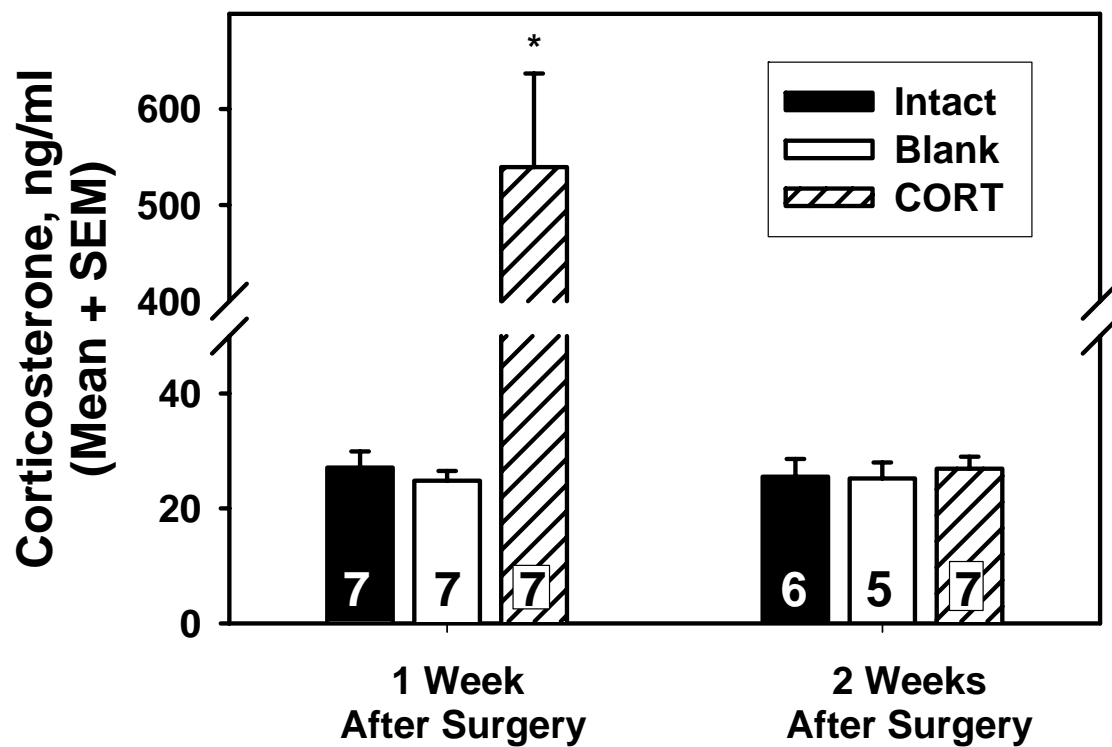 Corticosterone, ng/ml
(Mean + SEM)
600
500
400
40
20
0
*
Intact
Blank
CORT
7
7
7
6
5
7
1 Week
After Surgery
2 Weeks
After Surgery